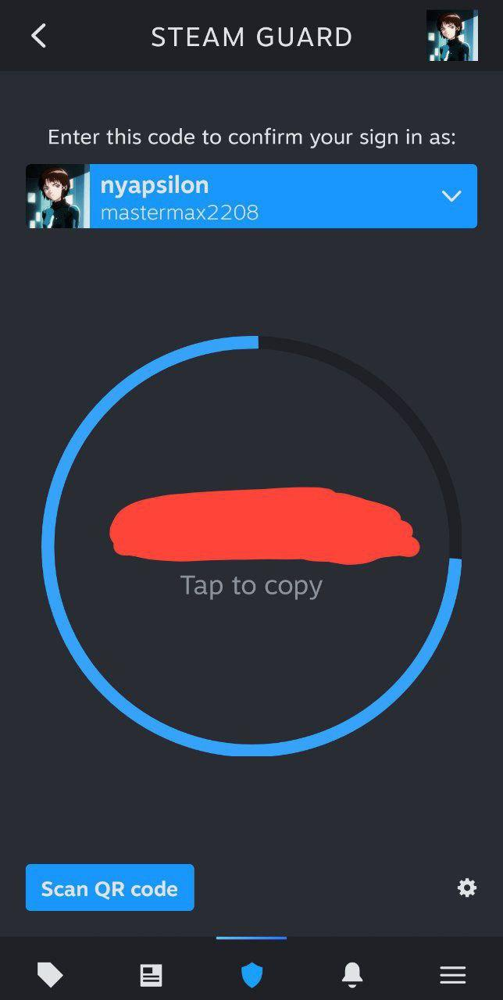 STEAM GUARD
Enter this code to confirm your sign in as:
nyapsilon
mastermax2208
Tap to copy
Scan QR code